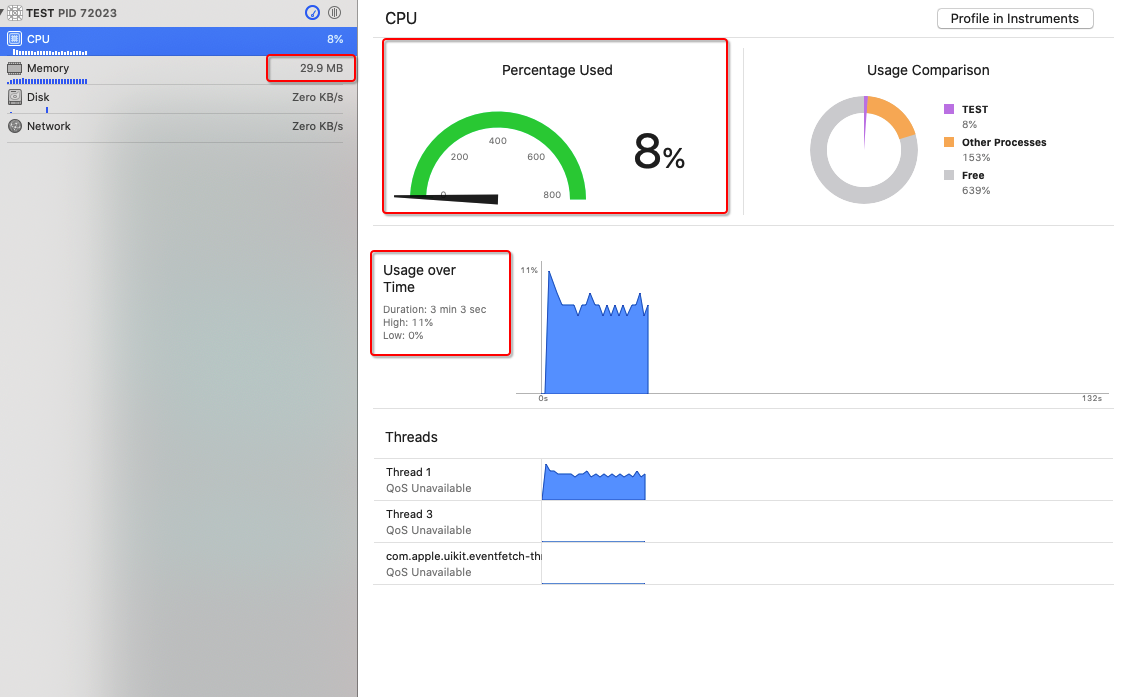 TEST PID 72023
CPU 8%
Memory 29.9 MB
Disk Zero KB/s
Network Zero KB/s
CPU
Profile in Instruments
Percentage Used
0
200
400
600
800
8%
Usage Comparison
TEST
8%
Other Processes
153%
Free
639%
Usage over
Time
Duration: 3 min 3 sec
High: 11%
Low: 0%
11%
0s
132s
Threads
Thread 1
QoS Unavailable
Thread 3
QoS Unavailable
com.apple.uikit.eventfetch-th
QoS Unavailable